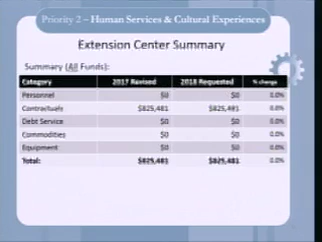 Priority 2 – Human Services & Cultural Experiences
Extension Center Summary
Summary (All Funds):
Category 2017 Revised 2018 Requested % change
Personnel $0 $0 0.0%
Contractuals $825,481 $825,481 0.0%
Debt Service $0 $0 0.0%
Commodities $0 $0 0.0%
Equipment $0 $0 0.0%
Total: $825,481 $825,481 0.0%